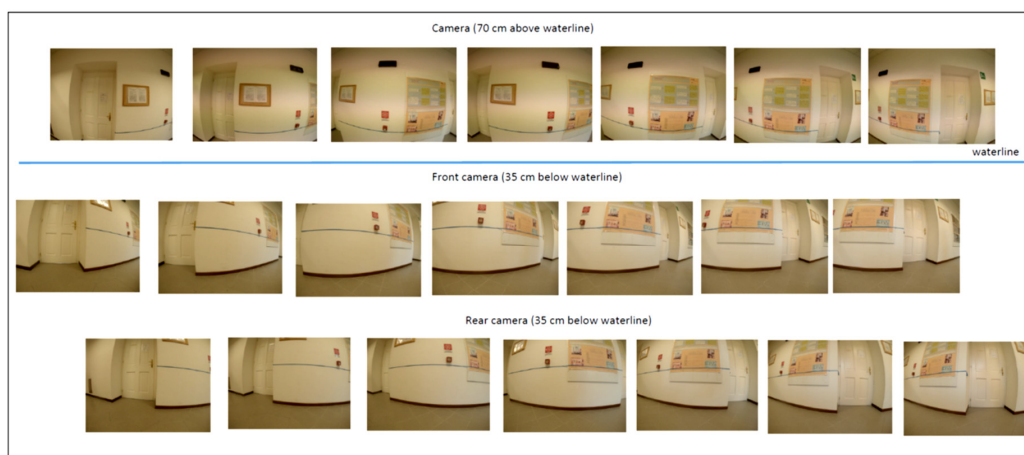 Camera (70 cm above waterline)
waterline
Front camera (35 cm below waterline)
Rear camera (35 cm below waterline)